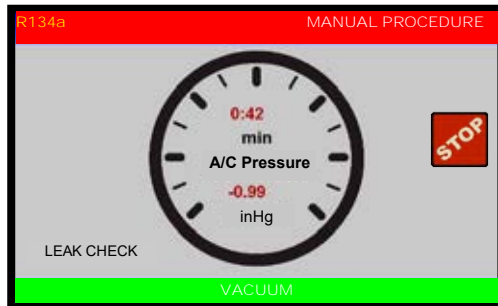 R134a
MANUAL PROCEDURE
0:42
min
A/C Pressure
-0.99
inHg
STOP
LEAK CHECK
VACUUM